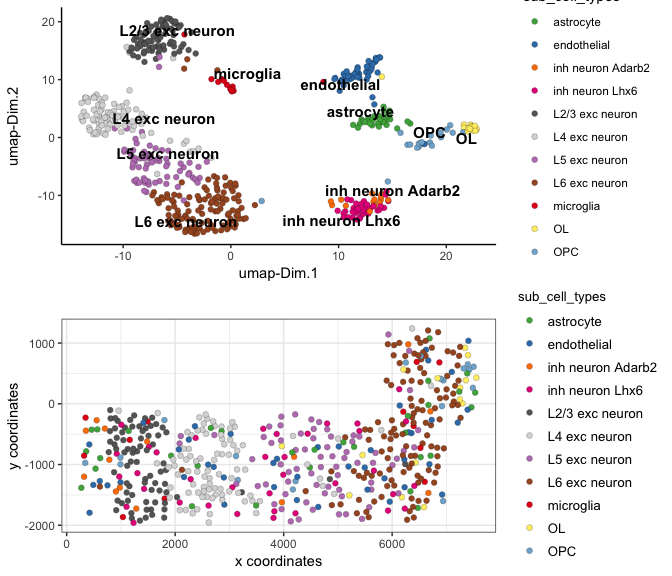 sub_cell_types
20
10
0
-10
umap-Dim.2
L2/3 exc neuron
microglia
endothelial
L4 exc neuron
astrocyte
OPC
OL
L5 exc neuron
inh neuron Adarb2
L6 exc neuron
inh neuron Lhx6
-10
0
10
20
umap-Dim.1
astrocyte
endothelial
inh neuron Adarb2
inh neuron Lhx6
L2/3 exc neuron
L4 exc neuron
L5 exc neuron
L6 exc neuron
microglia
OL
OPC
1000
0
-1000
-2000
y coordinates
0
2000
4000
6000
x coordinates
sub_cell_types
astrocyte
endothelial
inh neuron Adarb2
inh neuron Lhx6
L2/3 exc neuron
L4 exc neuron
L5 exc neuron
L6 exc neuron
microglia
OL
OPC